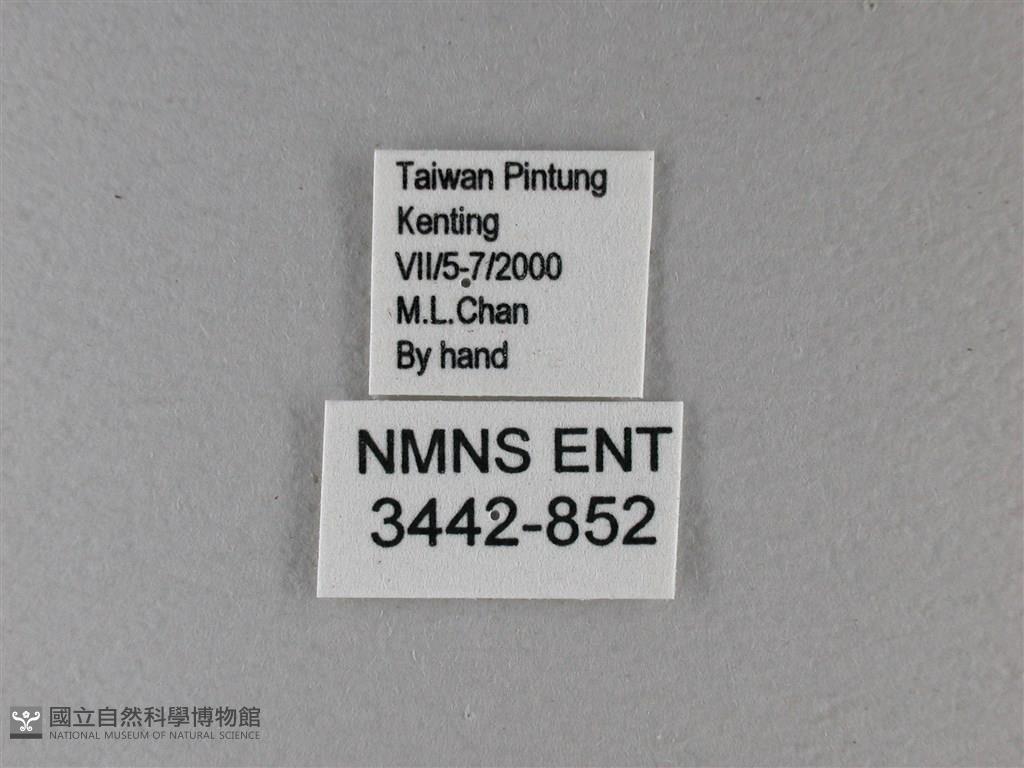 Taiwan Pintung
Kenting
VII/5-7/2000
M.L.Chan
By hand
NMNS ENT
3442-852
國立自然科學博物館
NATIONAL MUSEUM OF NATURAL SCIENCE